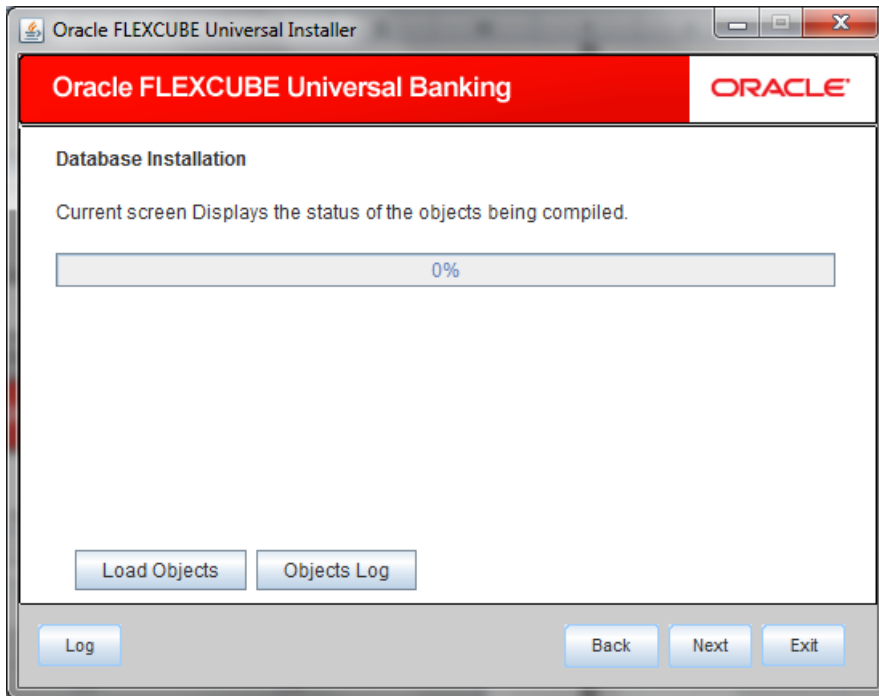 Oracle FLEXCUBE Universal Installer
Oracle FLEXCUBE Universal Banking
ORACLE
Database Installation
Current screen Displays the status of the objects being compiled.
0%
Load Objects Objects Log
Log Back Next Exit